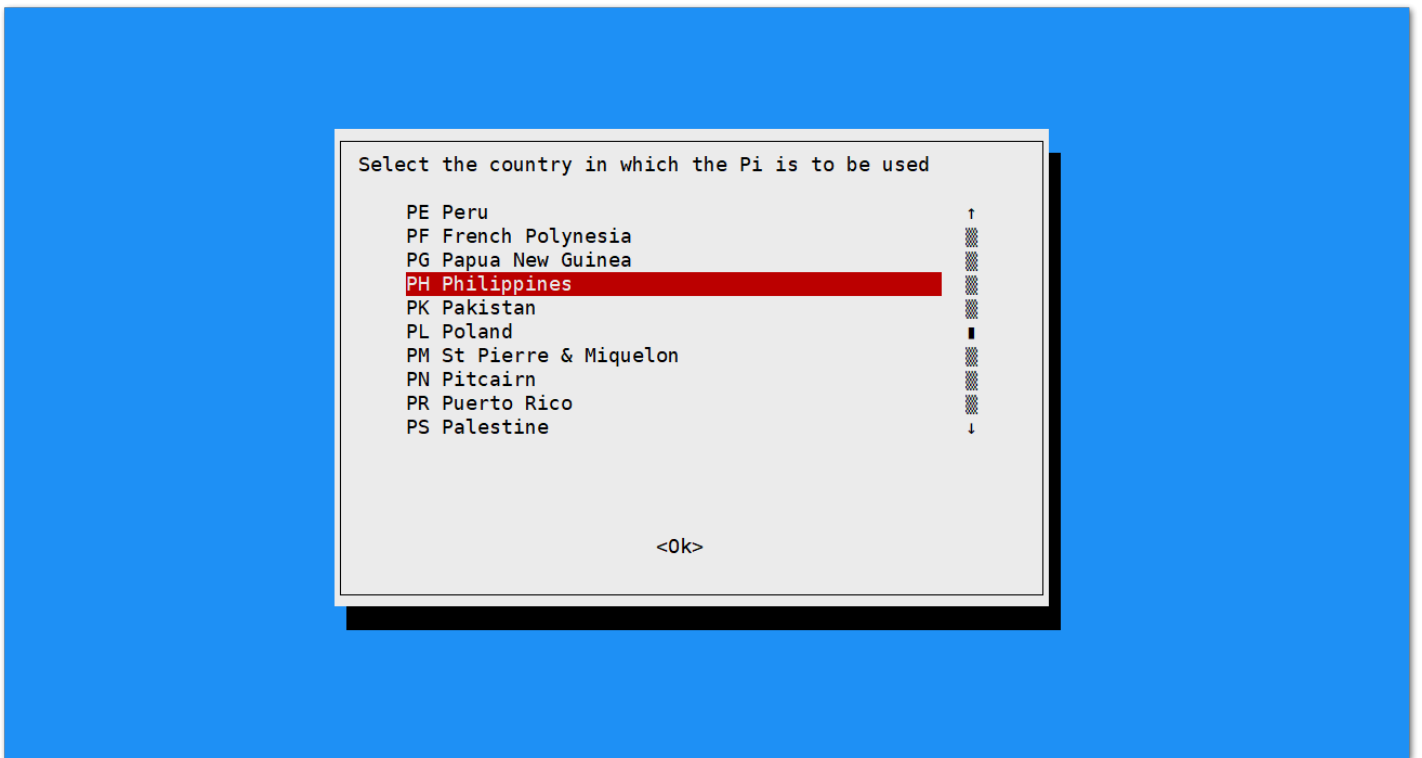 Select the country in which the Pi is to be used
PE Peru
PF French Polynesia
PG Papua New Guinea
PH Philippines
PK Pakistan
PL Poland
PM St Pierre & Miquelon
PN Pitcairn
PR Puerto Rico
PS Palestine
<Ok>